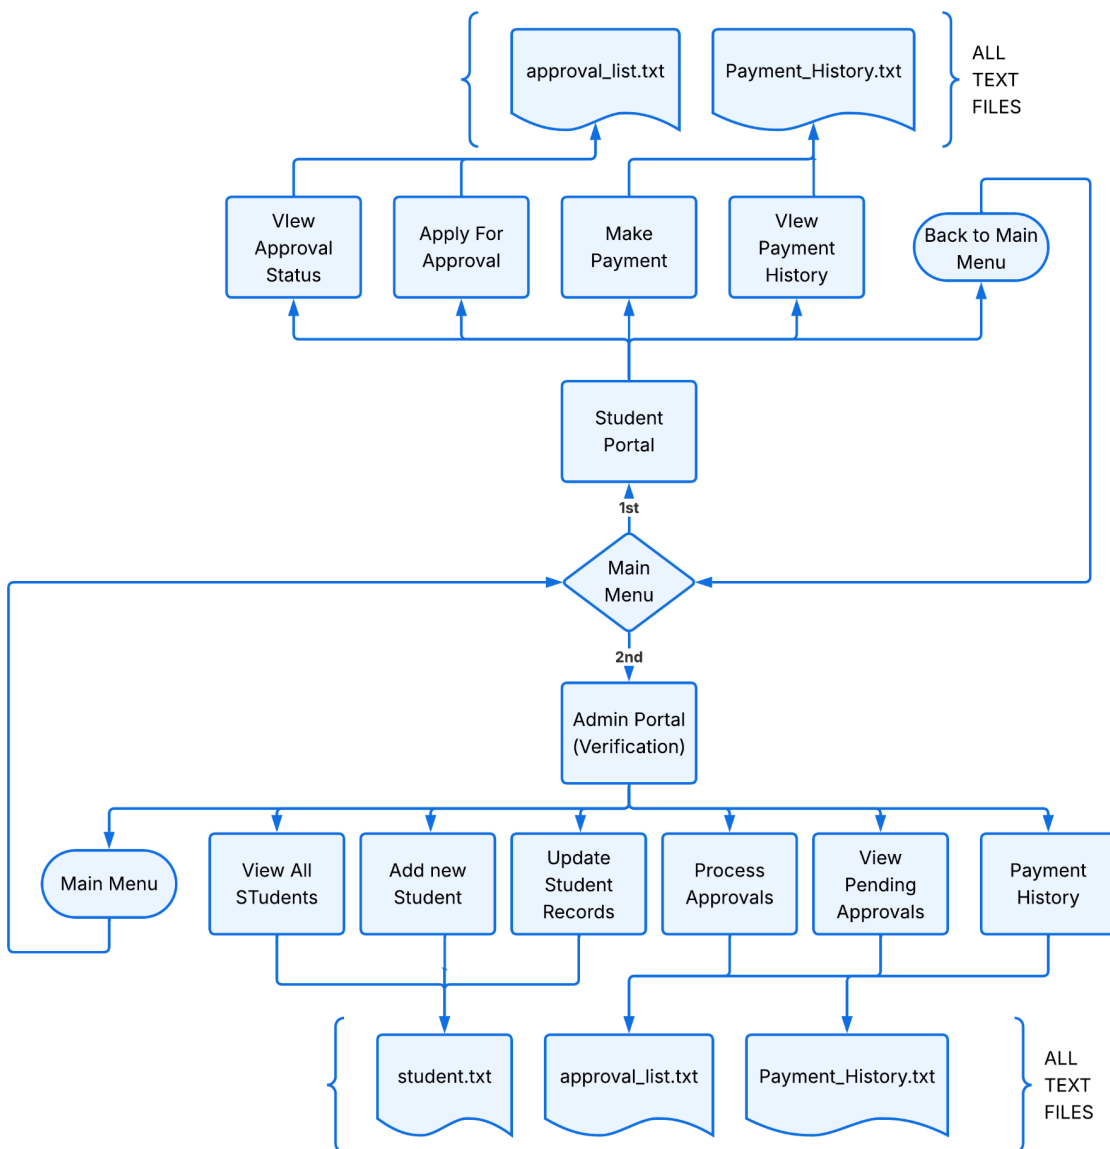 approval_list.txt
Payment_History.txt
ALL
TEXT
FILES
VIew
Approval
Status
Apply For
Approval
Make
Payment
VIew
Payment
History
Back to Main
Menu
Student
Portal
1st
Main
Menu
2nd
Admin Portal
(Verification)
Main Menu
View All
STudents
Add new
Student
Update
Student
Records
Process
Approvals
View
Pending
Approvals
Payment
History
student.txt
approval_list.txt
Payment_History.txt
ALL
TEXT
FILES